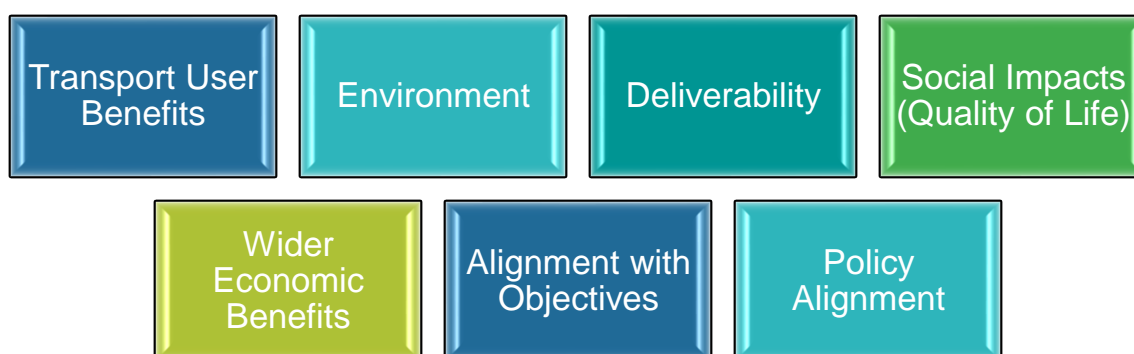 Transport User
Benefits
Environment
Deliverability
Social Impacts
(Quality of Life)
Wider
Economic
Benefits
Alignment with
Objectives
Policy
Alignment